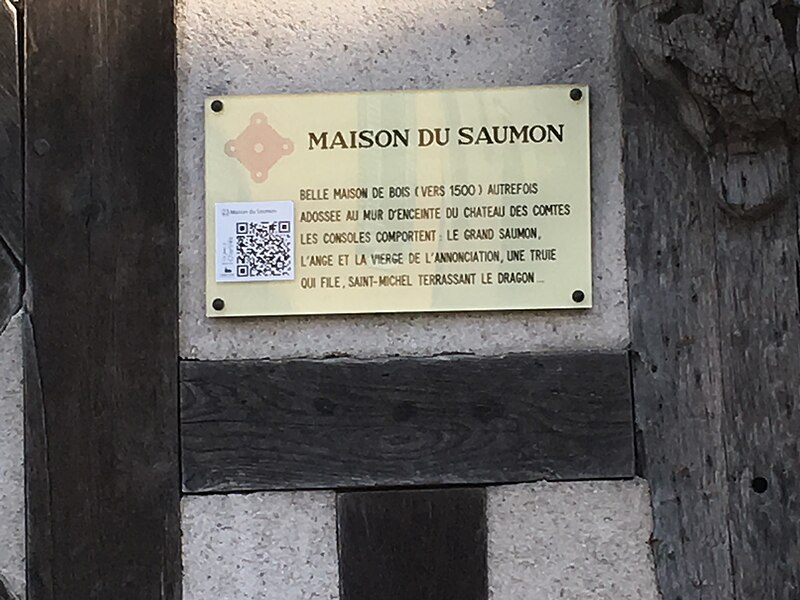 MAISON DU SAUMON
BELLE MAISON DE BOIS (VERS 1500) AUTREFOIS
ADOSSEE AU MUR D'ENCEINTE DU CHATEAU DES COMTES
LES CONSOLES COMPORTENT : LE GRAND SAUMON,
L'ANGE ET LA VIERGE DE L'ANNONCIATION, UNE TRUIE
QUI FILE, SAINT-MICHEL TERRASSANT LE DRAGON...
Maison du Saumon